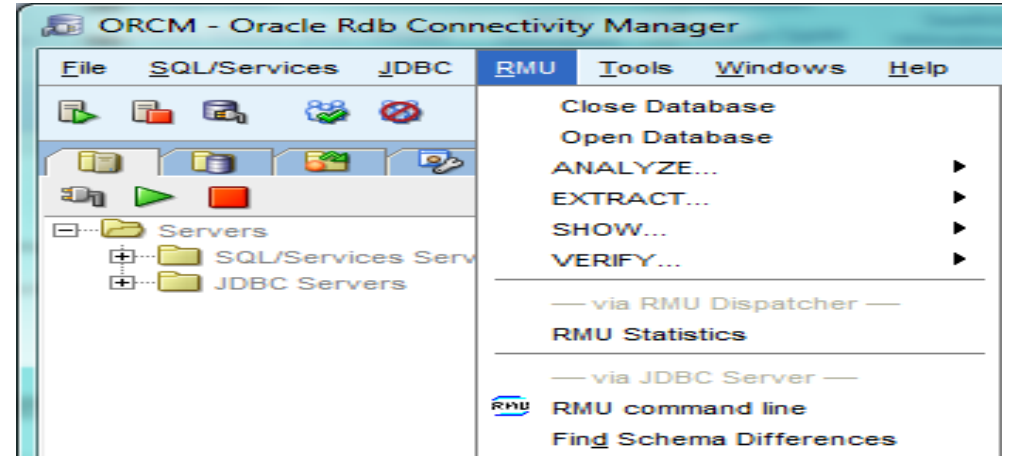 ORCM - Oracle Rdb Connectivity Manager
File SQL/Services JDBC RMU Tools Windows Help
Close Database
Open Database
ANALYZE...
EXTRACT...
SHOW...
VERIFY...
— via RMU Dispatcher —
RMU Statistics
— via JDBC Server —
RMU RMU command line
Find Schema Differences
Servers
SQL/Services Serv
JDBC Servers